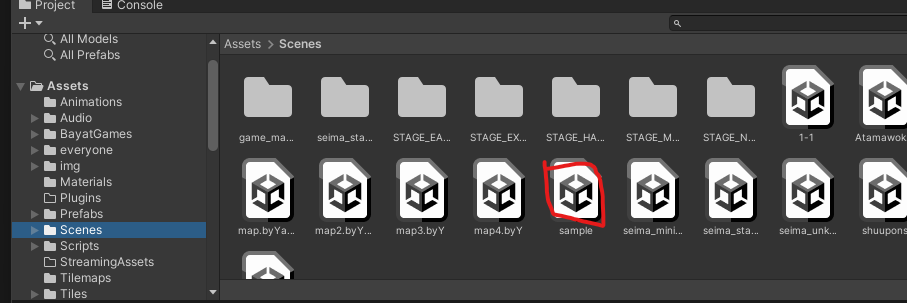 Project
Console
All Models
All Prefabs
Assets > Scenes
Assets
Animations
Audio
BayatGames
everyone
img
Materials
Plugins
Prefabs
Scenes
Scripts
StreamingAssets
Tilemaps
Tiles
game_ma...
seima_sta...
STAGE_EA...
STAGE_EX...
STAGE_HA...
STAGE_M...
STAGE_N...
1-1
Atamawok
map.byYa...
map2.byY...
map3.byY
map4.byY
sample
seima_mini...
seima_sta...
seima_unk...
shuupons